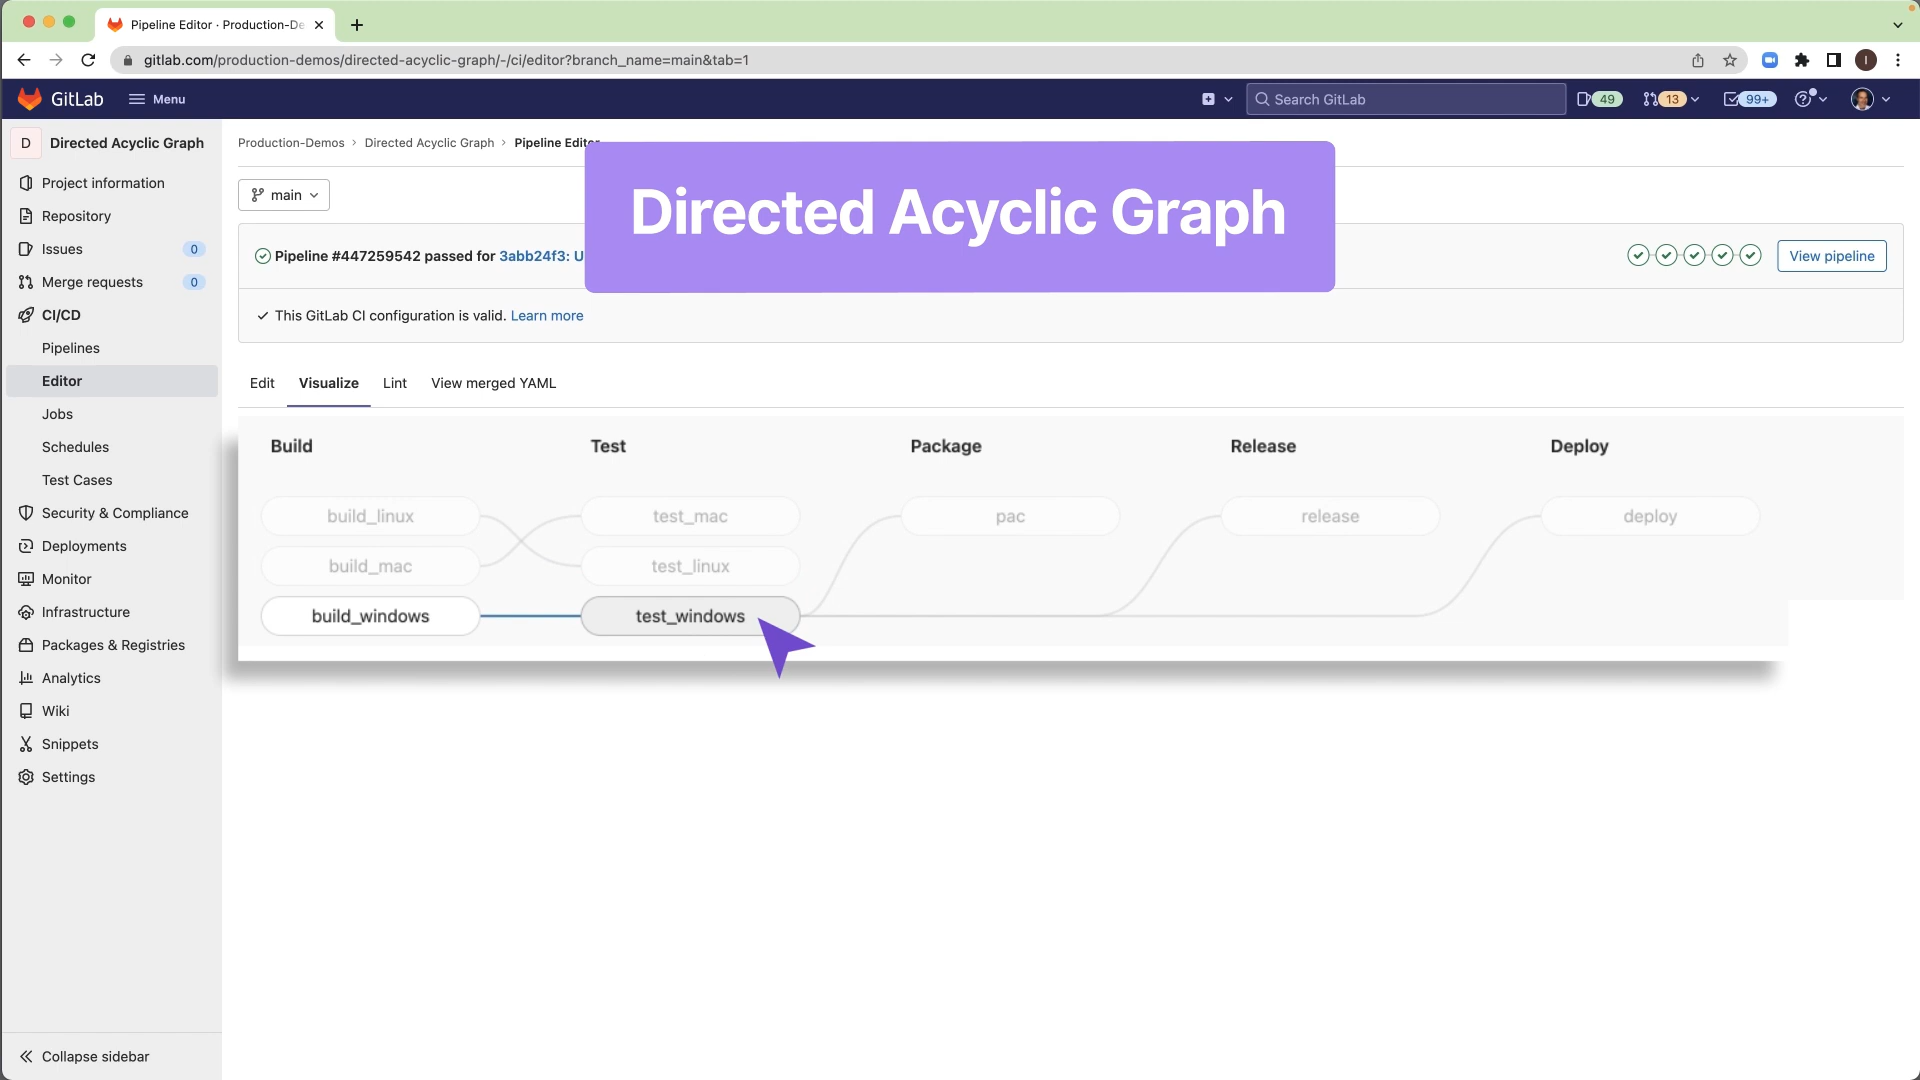 Pipeline Editor · Production-De
gitlab.com/production-demos/directed-acyclic-graph/-/ci/editor?branch_name=main&tab=1
I
GitLab
Menu
Search GitLab
49
13
99+
D Directed Acyclic Graph
Project information
Repository
Issues 0
Merge requests 0
CI/CD
Pipelines
Editor
Jobs
Schedules
Test Cases
Security & Compliance
Deployments
Monitor
Infrastructure
Packages & Registries
Analytics
Wiki
Snippets
Settings
Collapse sidebar
Production-Demos › Directed Acyclic Graph › Pipeline Editor
Directed Acyclic Graph
main
Pipeline #447259542 passed for 3abb24f3: U
View pipeline
This GitLab CI configuration is valid. Learn more
Edit Visualize Lint View merged YAML
Build Test Package Release Deploy
build_linux test_mac pac release deploy
build_mac test_linux
build_windows test_windows